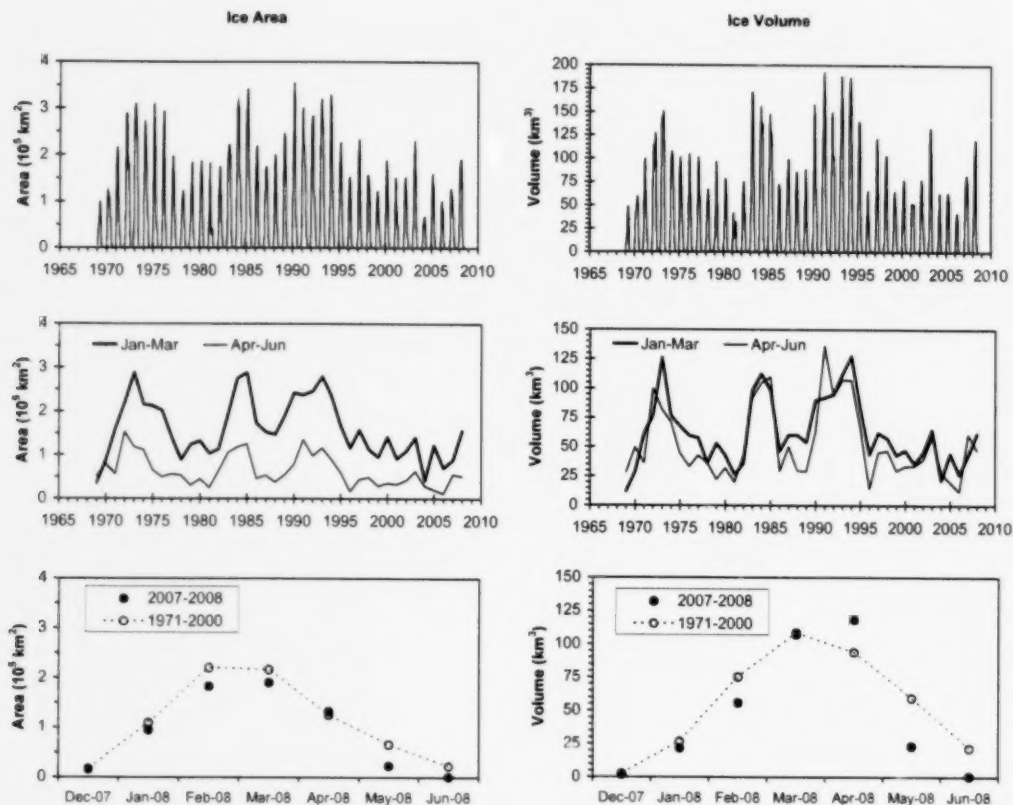 Ice Area
Area (10⁵ km²)
4
3
2
1
0
1965 1970 1975 1980 1985 1990 1995 2000 2005 2010
Ice Volume
Volume (km³)
200
175
150
125
100
75
50
25
0
1965 1970 1975 1980 1985 1990 1995 2000 2005 2010
Area (10⁵ km²)
4
3
2
1
0
Jan-Mar Apr-Jun
1965 1970 1975 1980 1985 1990 1995 2000 2005 2010
Volume (km³)
150
125
100
75
50
25
0
Jan-Mar Apr-Jun
1965 1970 1975 1980 1985 1990 1995 2000 2005 2010
Area (10⁵ km²)
4
3
2
1
0
2007-2008
1971-2000
Dec-07 Jan-08 Feb-08 Mar-08 Apr-08 May-08 Jun-08
Volume (km³)
150
125
100
75
50
25
0
2007-2008
1971-2000
Dec-07 Jan-08 Feb-08 Mar-08 Apr-08 May-08 Jun-08